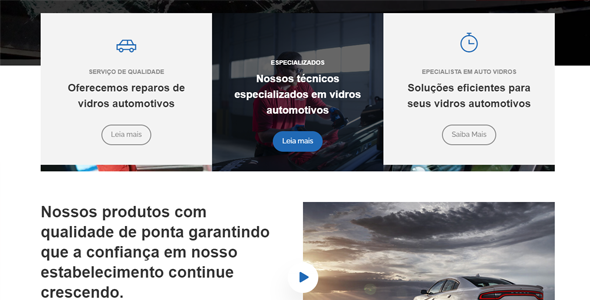 SERVIÇO DE QUALIDADE
Oferecemos reparos de
vidros automotivos
Leia mais
ESPECIALIZADOS
Nossos técnicos
especializados em vidros
automotivos
Leia mais
EPECIALISTA EM AUTO VIDROS
Soluções eficientes para
seus vidros automotivos
Saiba Mais
Nossos produtos com
qualidade de ponta garantindo
que a confiança em nosso
estabelecimento continue
crescendo.